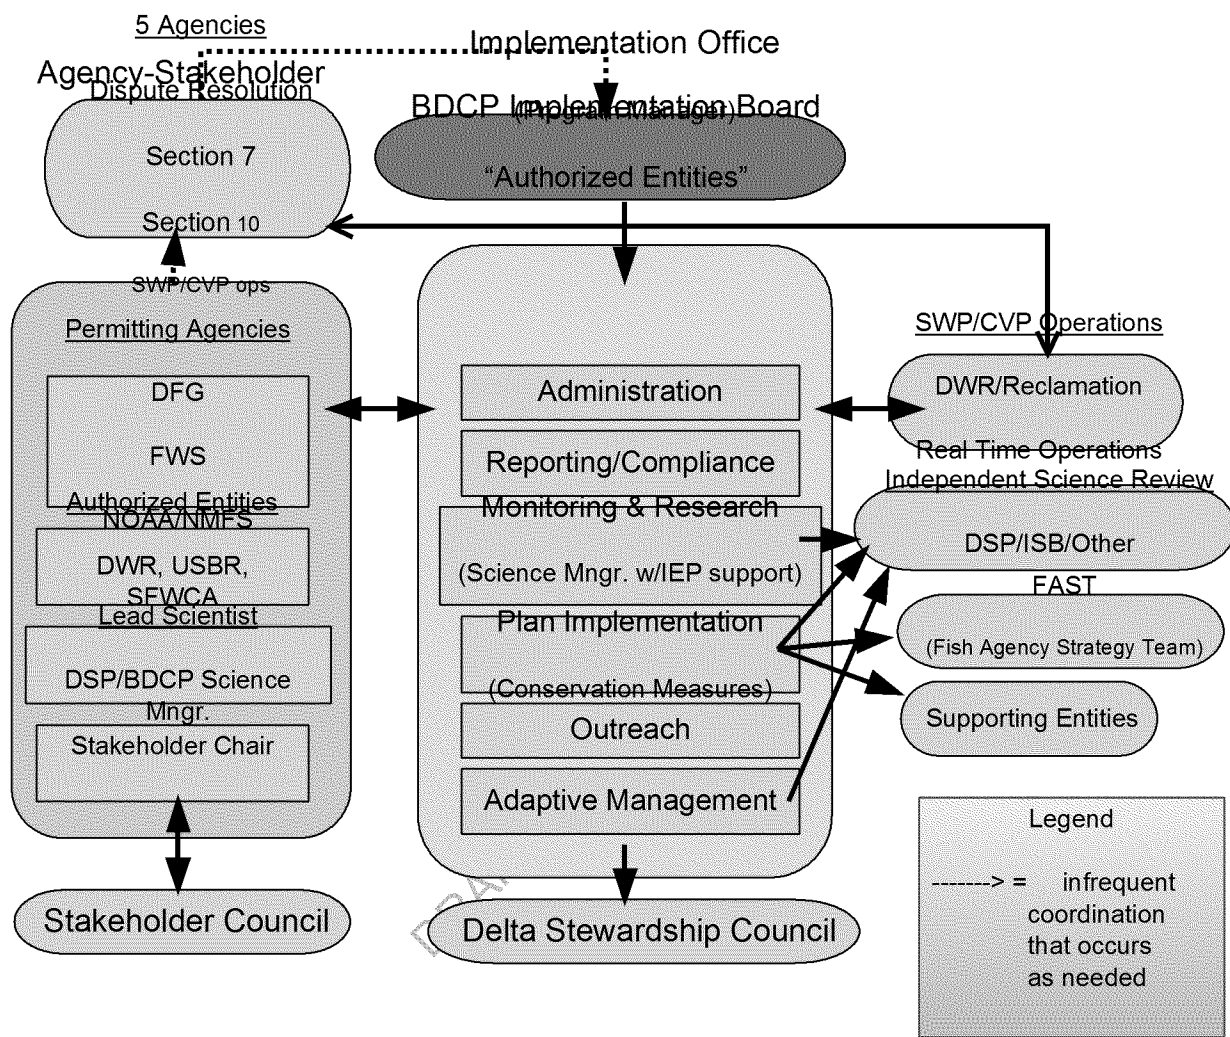 5 Agencies
Implementation Office
Agency-Stakeholder
Dispute Resolution
BDCP Implementation Board
(Program Manager)
Section 7
"Authorized Entities"
Section 10
SWP/CVP ops
Permitting Agencies
DFG
FWS
Authorized Entities
NOAA/NMFS
DWR, USBR,
SFWCA
Lead Scientist
DSP/BDCP Science
Mngr.
Stakeholder Chair
Stakeholder Council
Administration
Reporting/Compliance
Monitoring & Research
(Science Mngr. w/IEP support)
Plan Implementation
(Conservation Measures)
Outreach
Adaptive Management
Delta Stewardship Council
SWP/CVP Operations
DWR/Reclamation
Real Time Operations
Independent Science Review
DSP/ISB/Other
FAST
(Fish Agency Strategy Team)
Supporting Entities
Legend
-------> = infrequent
coordination
that occurs
as needed